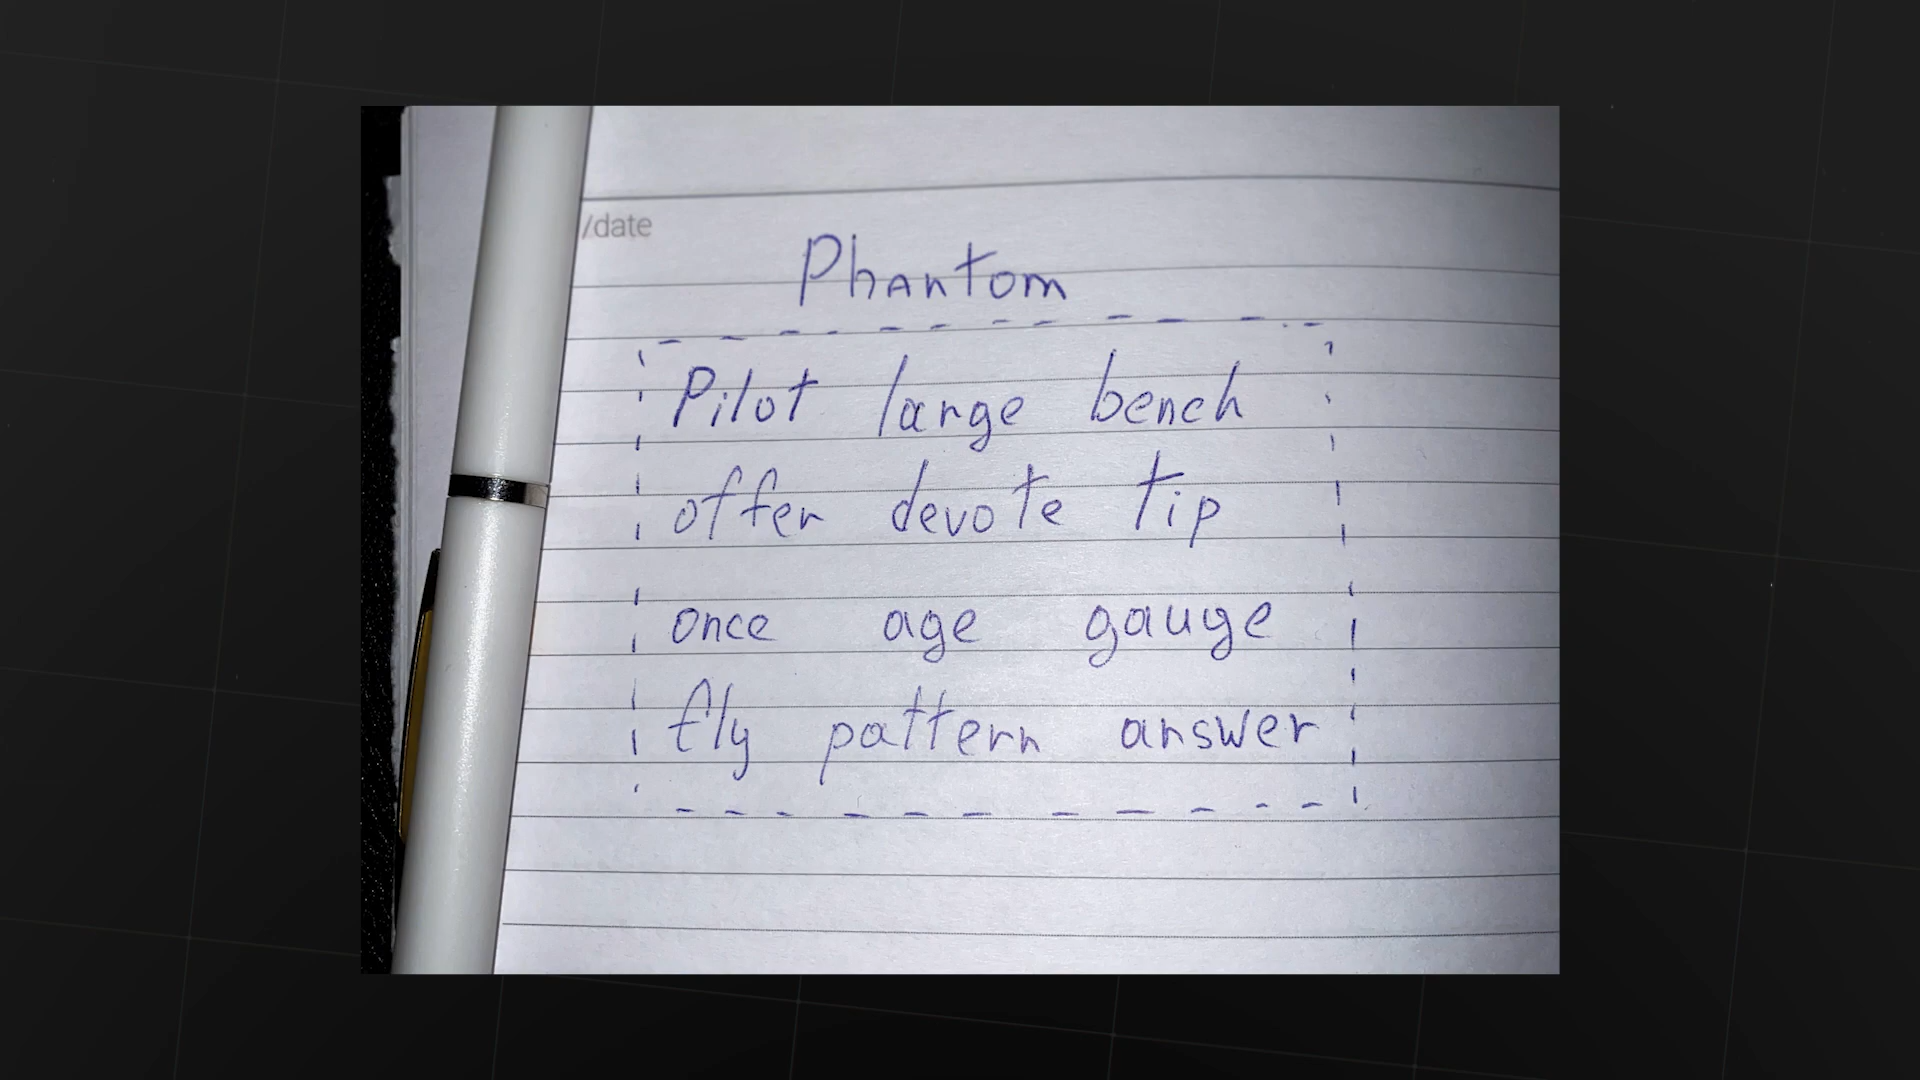 /date
Phantom
Pilot large bench
offer devote tip
once age gauge
fly pattern answer